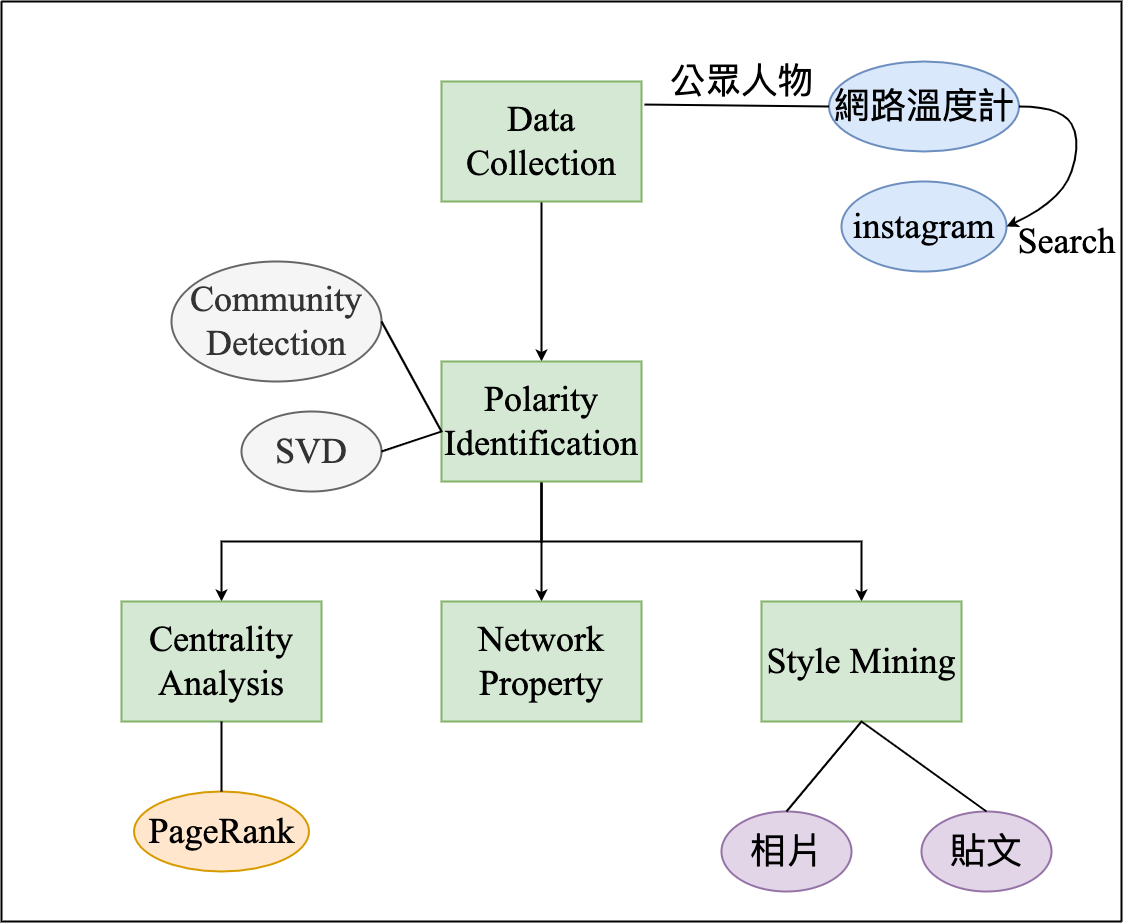 Data
Collection
公眾人物
網路溫度計
instagram
Search
Community
Detection
SVD
Polarity
Identification
Centrality
Analysis
Network
Property
Style Mining
PageRank
相片
貼文